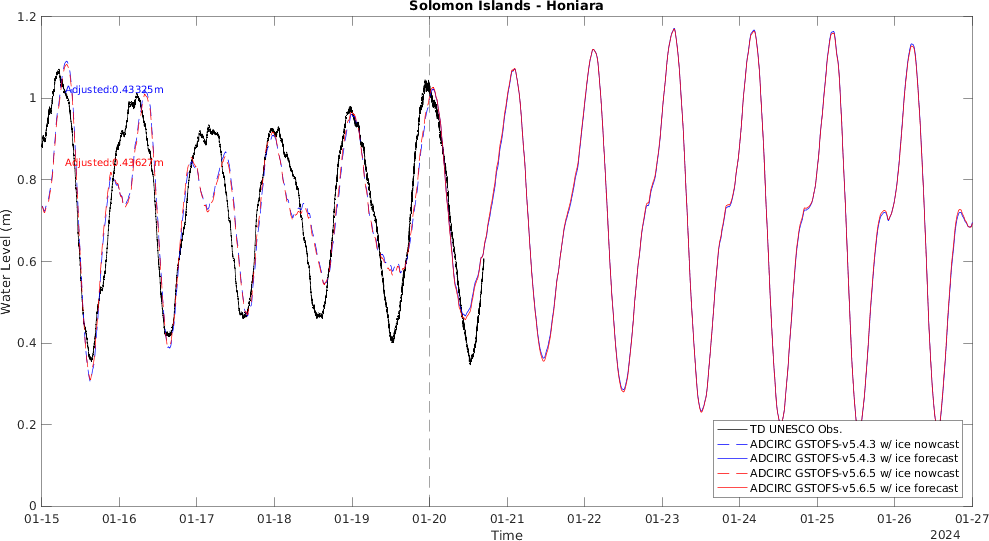 Solomon Islands - Honiara
1.2
1
0.8
0.6
0.4
0.2
0
Water Level (m)
Adjusted:0.43325m
Adjusted:0.43627m
TD UNESCO Obs.
ADCIRC GSTOFS-v5.4.3 w/ ice nowcast
ADCIRC GSTOFS-v5.4.3 w/ ice forecast
ADCIRC GSTOFS-v5.6.5 w/ ice nowcast
ADCIRC GSTOFS-v5.6.5 w/ ice forecast
01-15 01-16 01-17 01-18 01-19 01-20 01-21 01-22 01-23 01-24 01-25 01-26 01-27
Time
2024